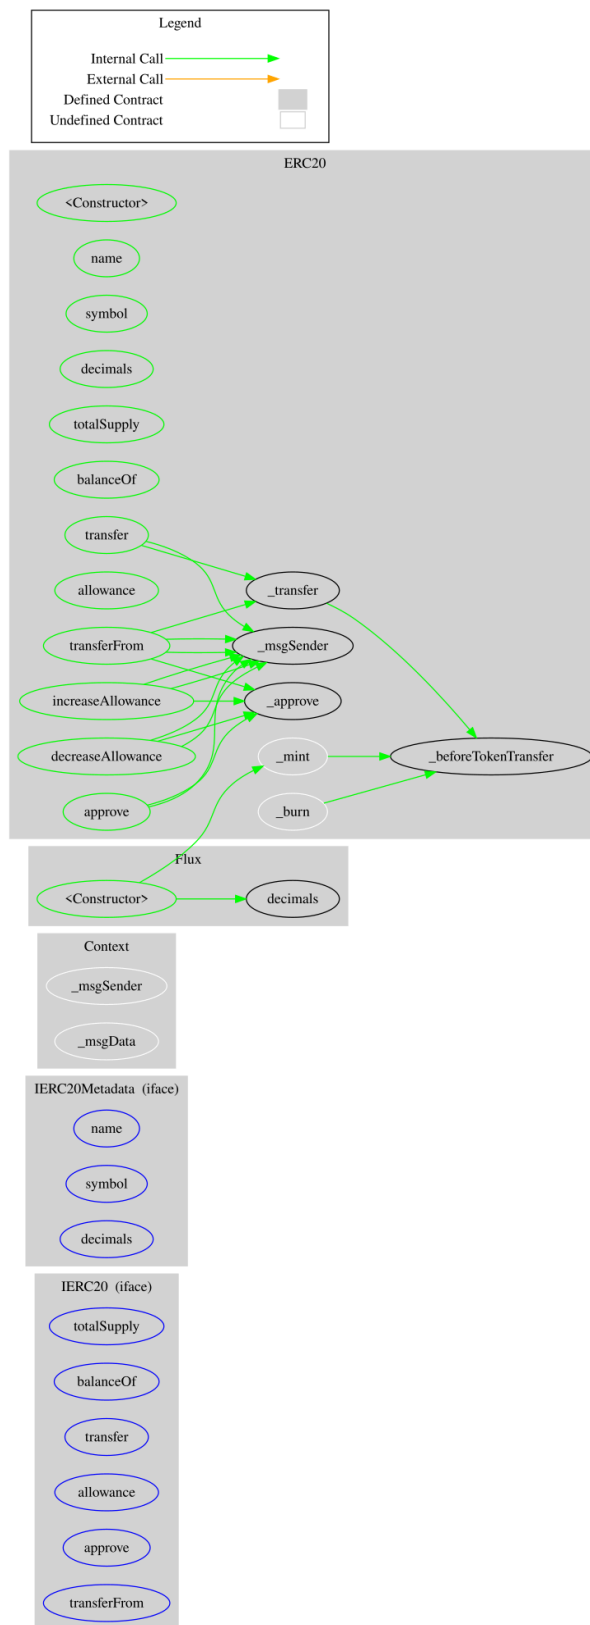 Legend
Internal Call
External Call
Defined Contract
Undefined Contract
ERC20
<Constructor>
name
symbol
decimals
totalSupply
balanceOf
transfer
allowance
_transfer
transferFrom
_msgSender
increaseAllowance
_approve
decreaseAllowance
_mint
_beforeTokenTransfer
approve
_burn
Flux
<Constructor>
decimals
Context
_msgSender
_msgData
IERC20Metadata (iface)
name
symbol
decimals
IERC20 (iface)
totalSupply
balanceOf
transfer
allowance
approve
transferFrom